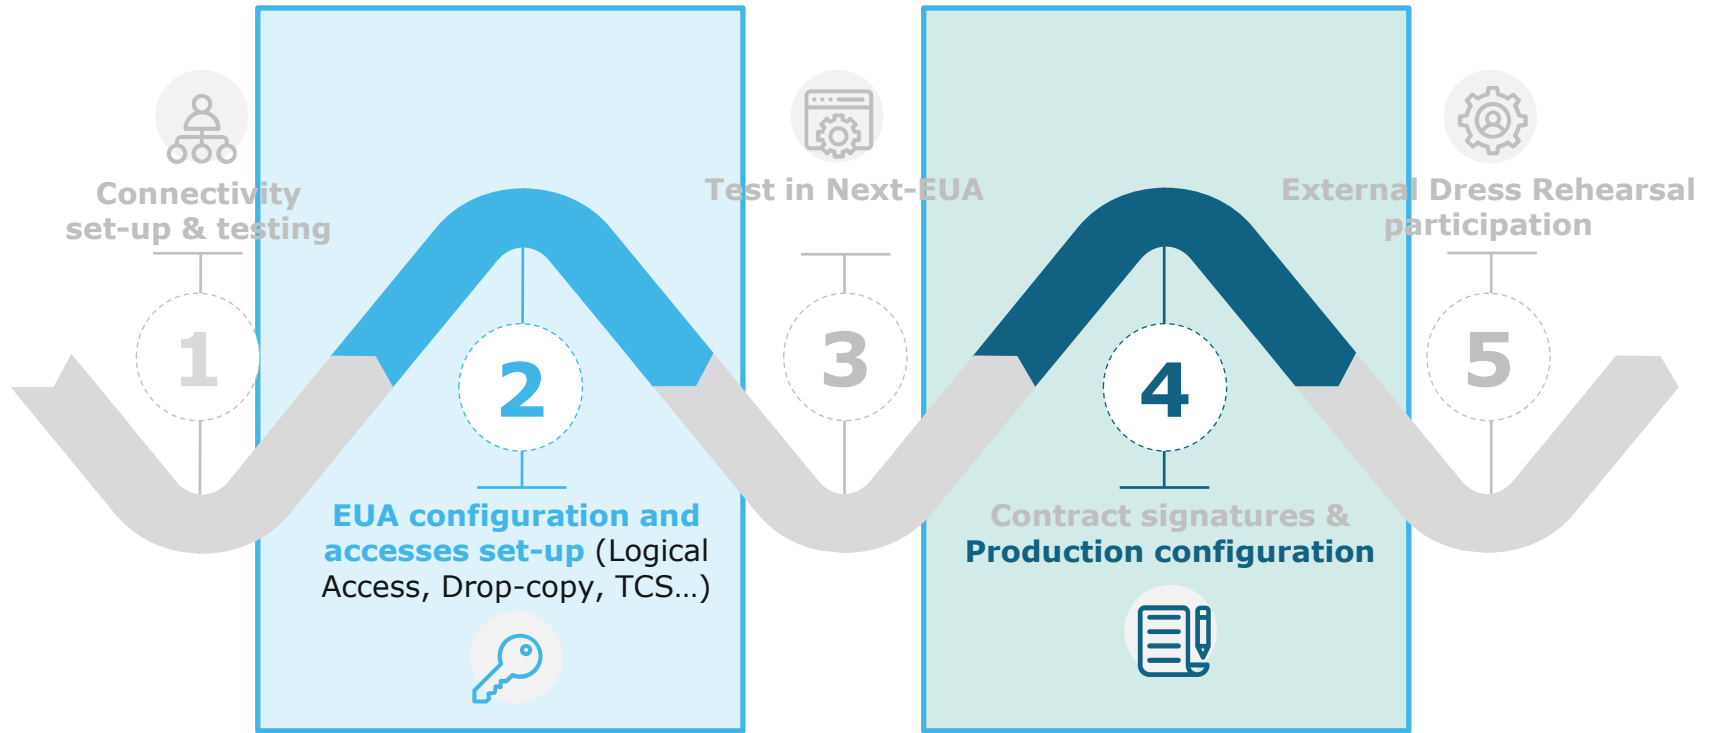 Connectivity
set-up & testing
1
2
EUA configuration and
accesses set-up (Logical
Access, Drop-copy, TCS...)
Test in Next-EUA
3
4
Contract signatures &
Production configuration
External Dress Rehearsal
participation
5